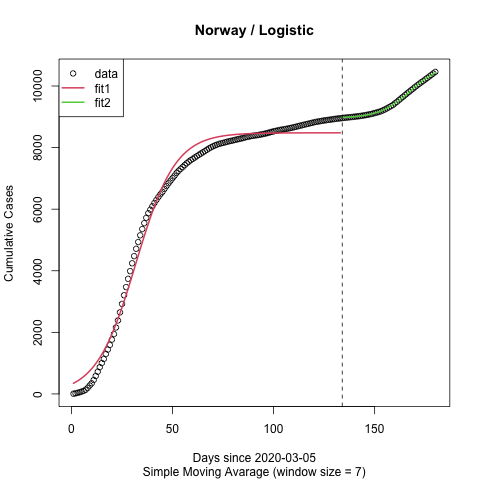 Norway / Logistic
data
fit1
fit2
Cumulative Cases
0
2000
4000
6000
8000
10000
0
50
100
150
Days since 2020-03-05
Simple Moving Avarage (window size = 7)